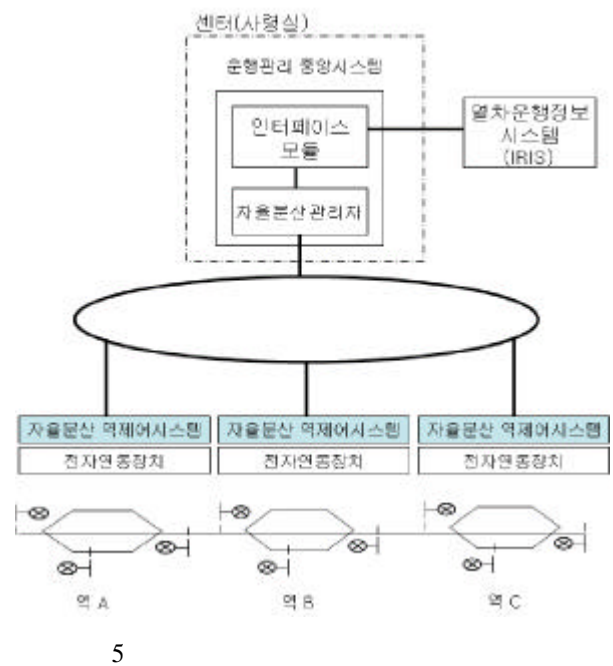 센터(사령실)
운행관리 중앙시스템
인터페이스
모듈
열차운행정보
시스템
(IRIS)
자율분산관리자
자율분산 역제어시스템
자율분산 역제어시스템
자율분산 역제어시스템
전자연동장치
전자연동장치
전자연동장치
역 A
역 B
역 C
5